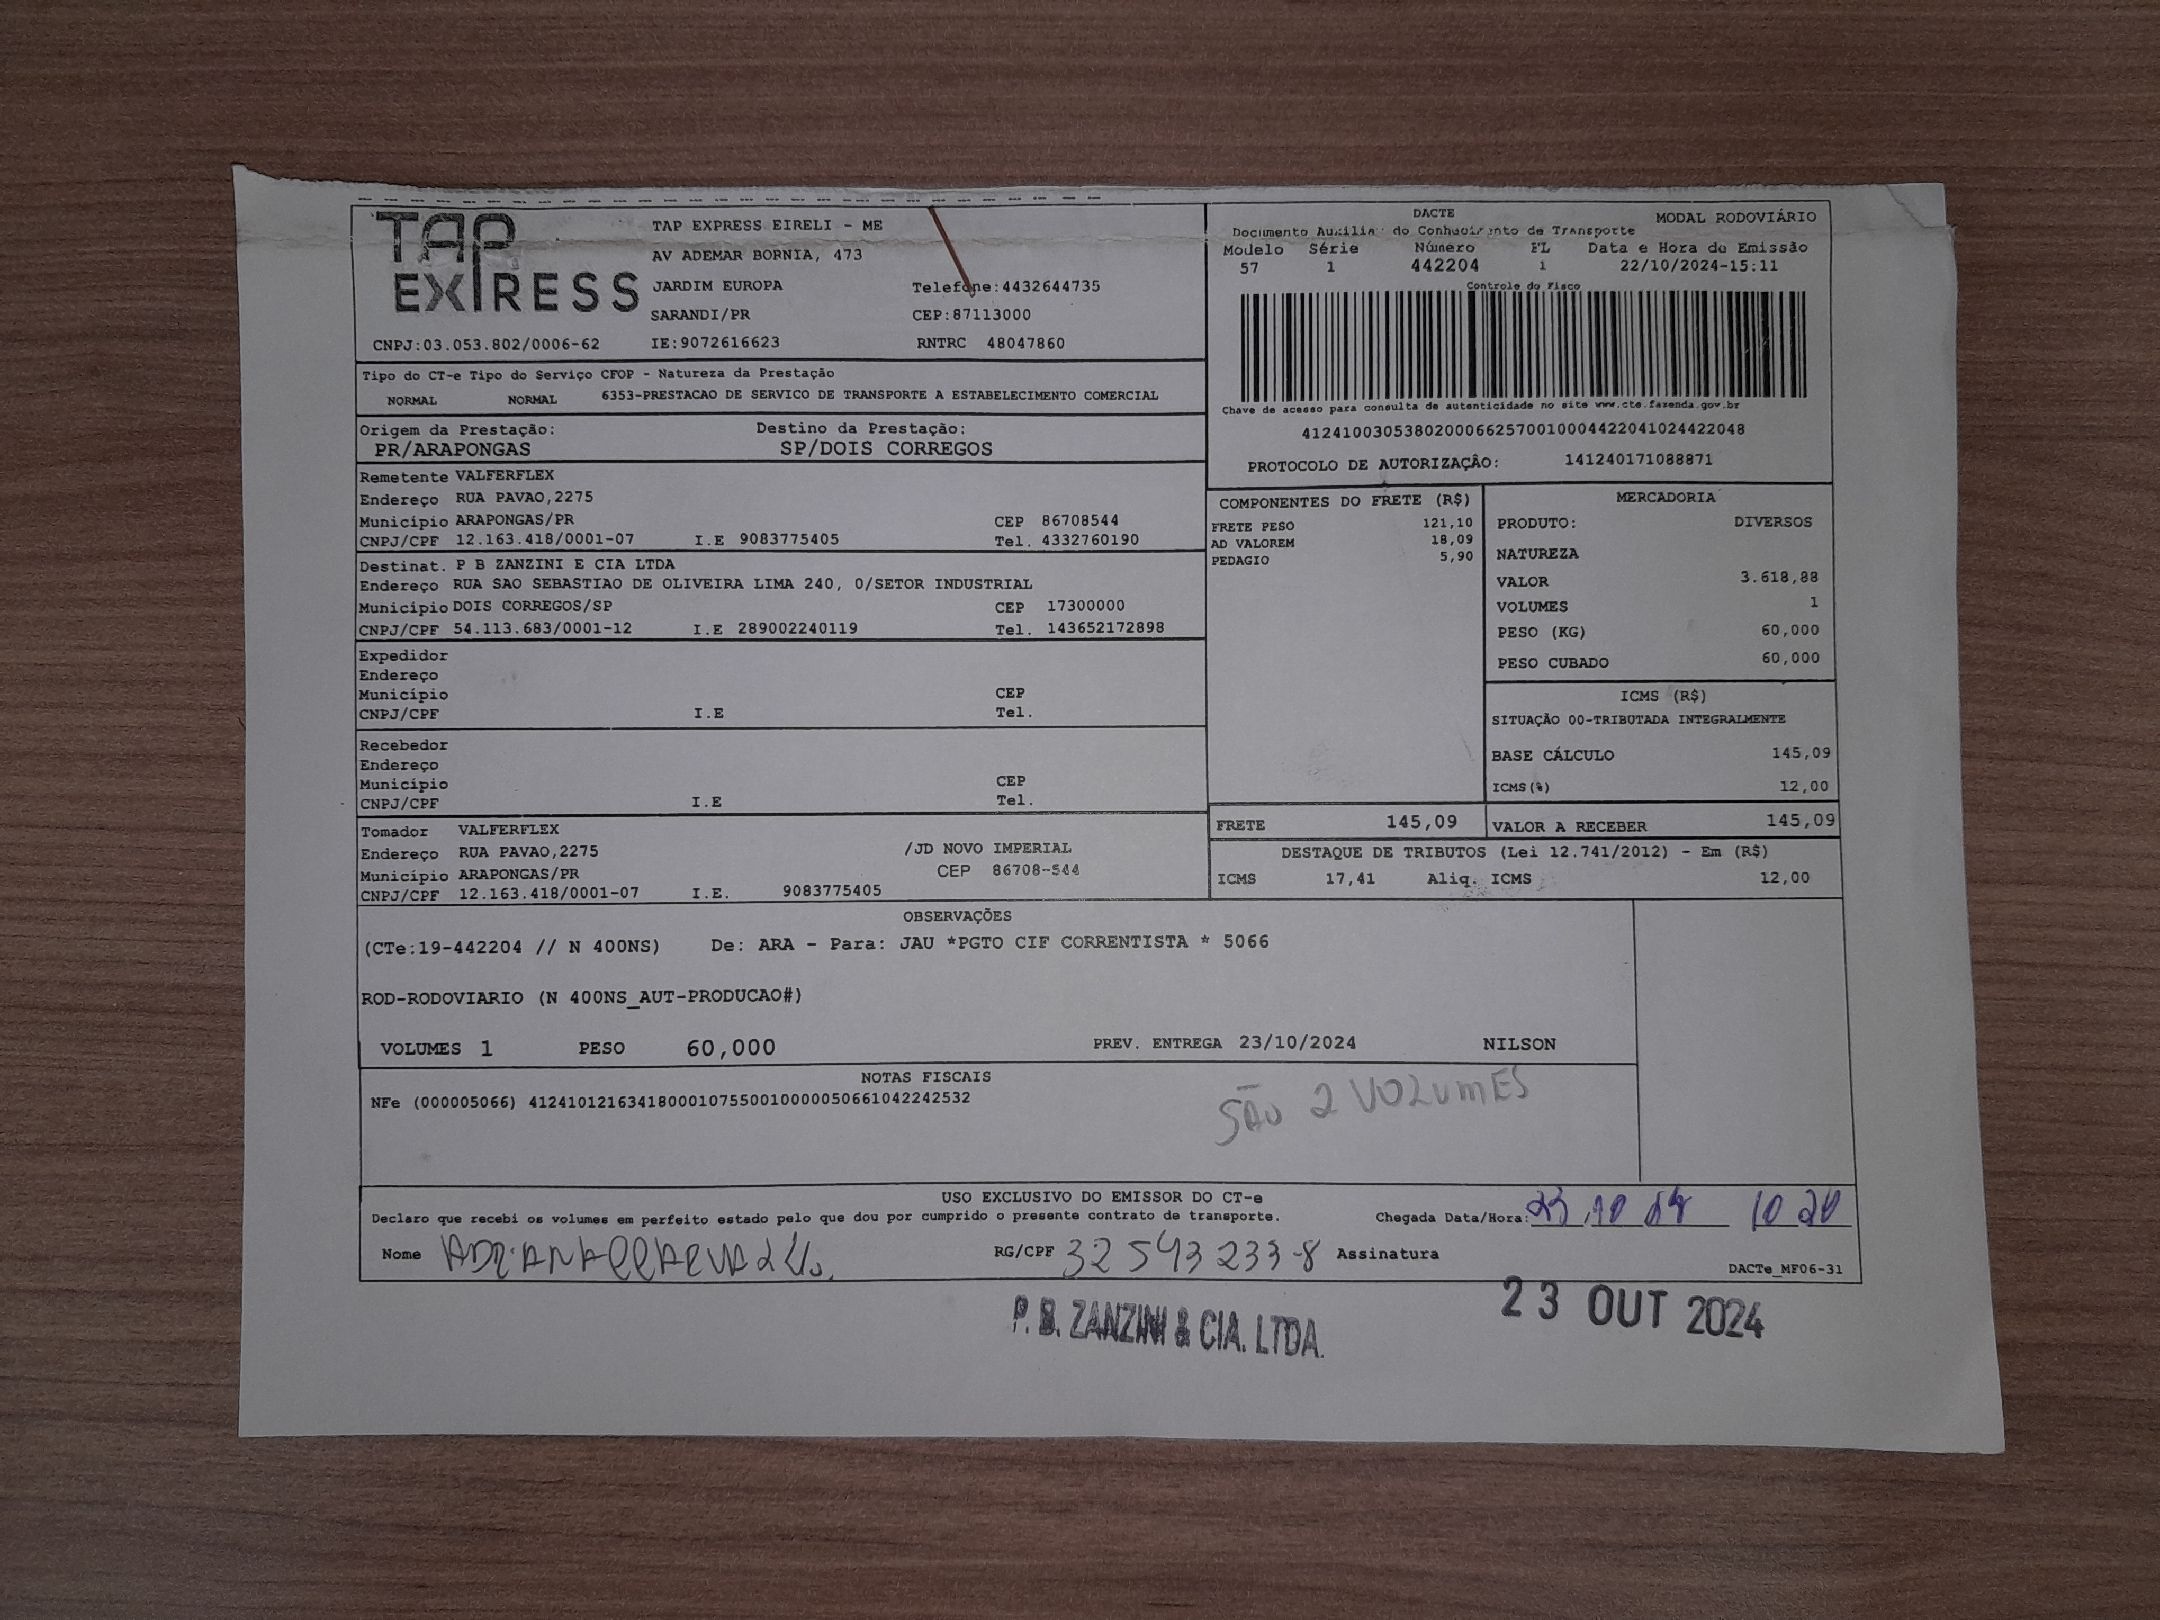 TAP EXPRESS
TAP EXPRESS EIRELI - ME
AV ADEMAR BORNIA, 473
JARDIM EUROPA Telefone:4432644735
SARANDI/PR CEP:87113000
CNPJ:03.053.802/0006-62 IE:9072616623 RNTRC 48047860
DACTE MODAL RODOVIÁRIO
Documento Auxiliar do Conhecimento de Transporte
Modelo Série Número FL Data e Hora de Emissão
57 1 442204 1 22/10/2024-15:11
Controle do Fisco
Chave de acesso para consulta de autenticidade no site www.cte.fazenda.gov.br
41241003053802000662570010004422041024422048
PROTOCOLO DE AUTORIZAÇÃO: 141240171088871
Tipo do CT-e Tipo do Serviço CFOP - Natureza da Prestação
NORMAL NORMAL 6353-PRESTACAO DE SERVICO DE TRANSPORTE A ESTABELECIMENTO COMERCIAL
Origem da Prestação: Destino da Prestação:
PR/ARAPONGAS SP/DOIS CORREGOS
Remetente VALFERFLEX
Endereço RUA PAVAO,2275
Município ARAPONGAS/PR CEP 86708544
CNPJ/CPF 12.163.418/0001-07 I.E 9083775405 Tel. 4332760190
Destinat. P B ZANZINI E CIA LTDA
Endereço RUA SAO SEBASTIAO DE OLIVEIRA LIMA 240, 0/SETOR INDUSTRIAL
Município DOIS CORREGOS/SP CEP 17300000
CNPJ/CPF 54.113.683/0001-12 I.E 289002240119 Tel. 143652172898
Expedidor
Endereço
Município CEP
CNPJ/CPF I.E Tel.
Recebedor
Endereço
Município CEP
CNPJ/CPF I.E Tel.
Tomador VALFERFLEX
Endereço RUA PAVAO,2275 /JD NOVO IMPERIAL
Município ARAPONGAS/PR CEP 86708-544
CNPJ/CPF 12.163.418/0001-07 I.E. 9083775405
COMPONENTES DO FRETE (R$)
FRETE PESO 121,10
AD VALOREM 18,09
PEDAGIO 5,90
MERCADORIA
PRODUTO: DIVERSOS
NATUREZA
VALOR 3.618,88
VOLUMES 1
PESO (KG) 60,000
PESO CUBADO 60,000
ICMS (R$)
SITUAÇÃO 00-TRIBUTADA INTEGRALMENTE
BASE CÁLCULO 145,09
ICMS(%) 12,00
FRETE 145,09 VALOR A RECEBER 145,09
DESTAQUE DE TRIBUTOS (Lei 12.741/2012) - Em (R$)
ICMS 17,41 Aliq. ICMS 12,00
OBSERVAÇÕES
(CTe:19-442204 // N 400NS) De: ARA - Para: JAU *PGTO CIF CORRENTISTA * 5066
ROD-RODOVIARIO (N 400NS_AUT-PRODUCAO#)
VOLUMES 1 PESO 60,000 PREV. ENTREGA 23/10/2024 NILSON
NOTAS FISCAIS
NFe (000005066) 41241012163418000107550010000050661042242532
SÃO 2 VOLUMES
USO EXCLUSIVO DO EMISSOR DO CT-e
Declaro que recebi os volumes em perfeito estado pelo que dou por cumprido o presente contrato de transporte. Chegada Data/Hora: 23 10 10 20
Nome RG/CPF 32 543 233-8 Assinatura
DACTe_MF06-31
P. B. ZANZINI & CIA. LTDA.
23 OUT 2024